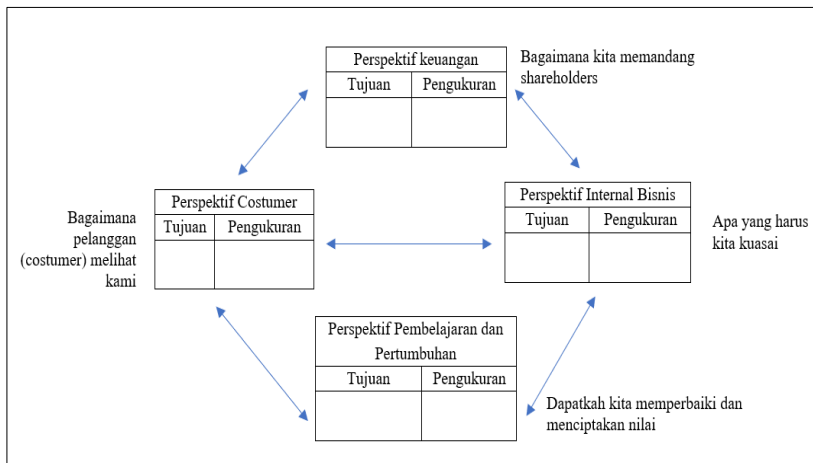 Perspektif keuangan
Tujuan Pengukuran
Bagaimana kita memandang
shareholders
Perspektif Costumer
Tujuan Pengukuran
Bagaimana
pelanggan
(costumer) melihat
kami
Perspektif Internal Bisnis
Tujuan Pengukuran
Apa yang harus
kita kuasai
Perspektif Pembelajaran dan
Pertumbuhan
Tujuan Pengukuran
Dapatkah kita memperbaiki dan
menciptakan nilai